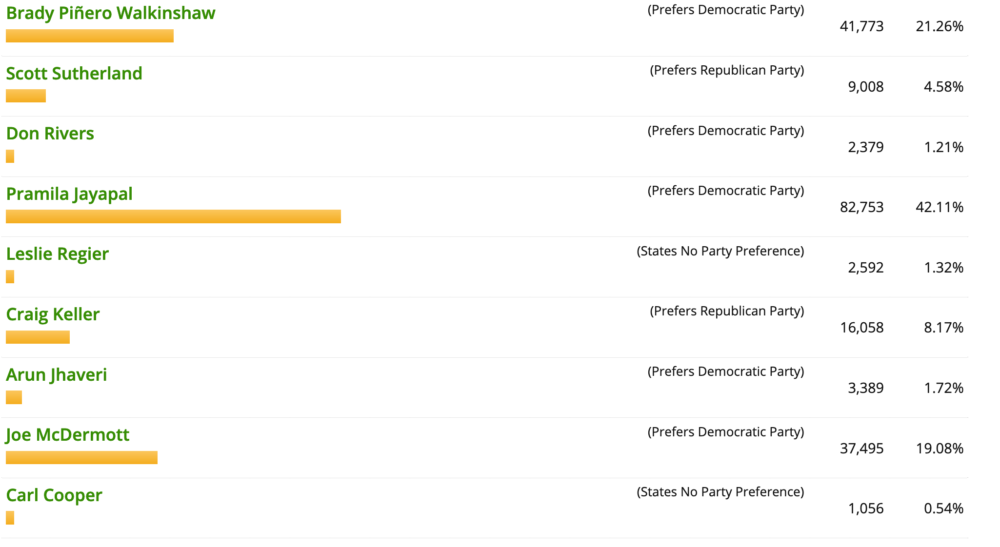 Brady Piñero Walkinshaw (Prefers Democratic Party) 41,773 21.26%
Scott Sutherland (Prefers Republican Party) 9,008 4.58%
Don Rivers (Prefers Democratic Party) 2,379 1.21%
Pramila Jayapal (Prefers Democratic Party) 82,753 42.11%
Leslie Regier (States No Party Preference) 2,592 1.32%
Craig Keller (Prefers Republican Party) 16,058 8.17%
Arun Jhaveri (Prefers Democratic Party) 3,389 1.72%
Joe McDermott (Prefers Democratic Party) 37,495 19.08%
Carl Cooper (States No Party Preference) 1,056 0.54%